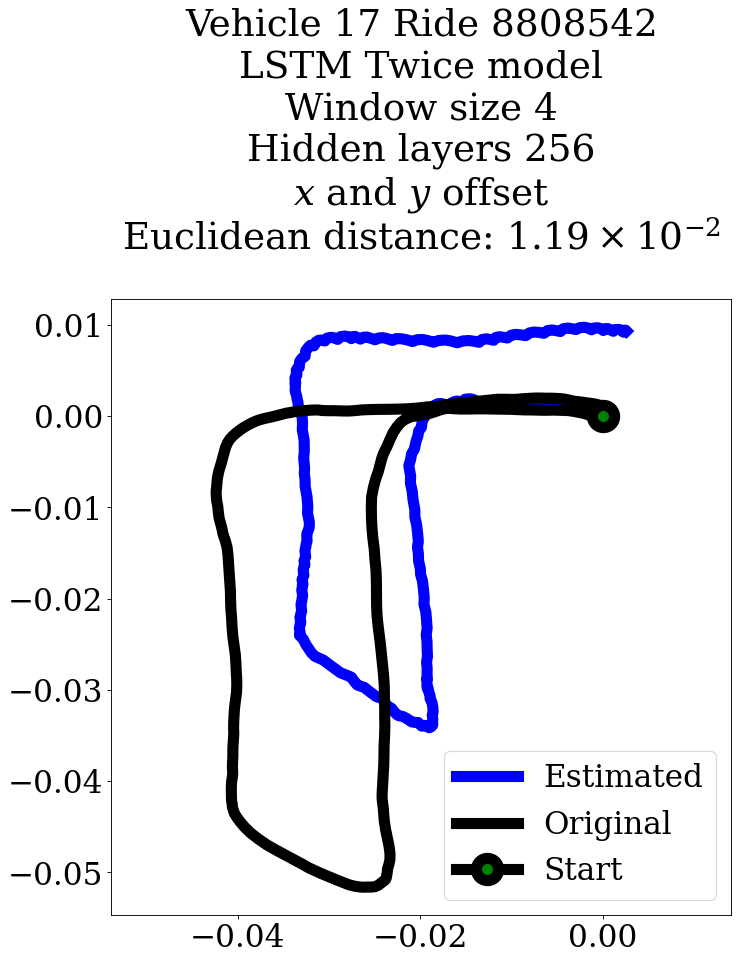 Vehicle 17 Ride 8808542
LSTM Twice model
Window size 4
Hidden layers 256
x and y offset
Euclidean distance: 1.19 × 10⁻²
0.01
0.00
−0.01
−0.02
−0.03
−0.04
−0.05
Estimated
Original
Start
−0.04 −0.02 0.00